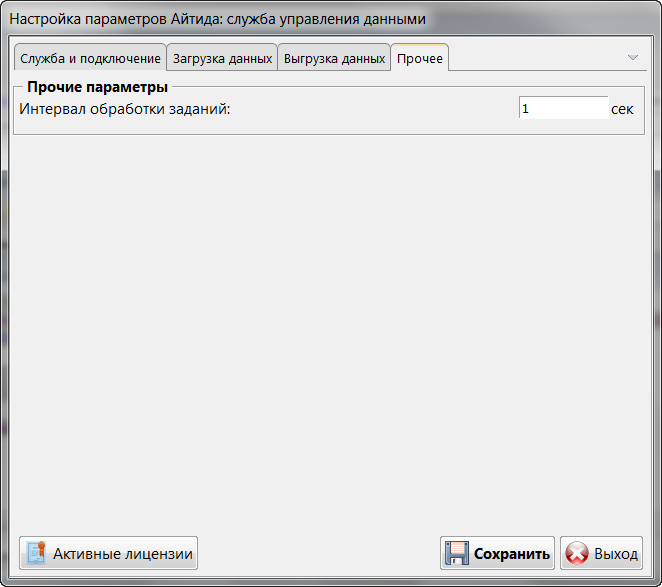 Настройка параметров Айтида: служба управления данными
Служба и подключение Загрузка данных Выгрузка данных Прочее
Прочие параметры
Интервал обработки заданий: 1 сек
Активные лицензии Сохранить Выход